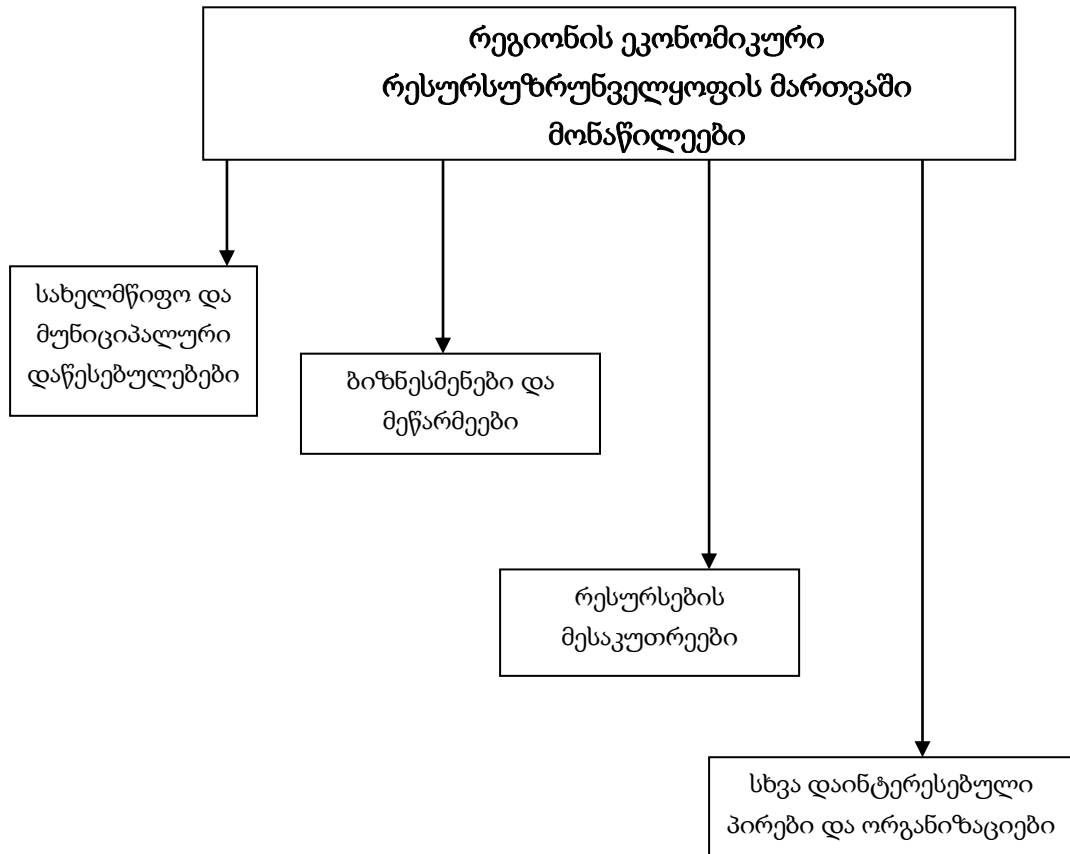 რეგიონის ეკონომიკური
რესურსუზრუნველყოფის მართვაში
მონაწილეები
სახელმწიფო და
მუნიციპალური
დაწესებულებები
ბიზნესმენები და
მეწარმეები
რესურსების
მესაკუთრეები
სხვა დაინტერესებული
პირები და ორგანიზაციები